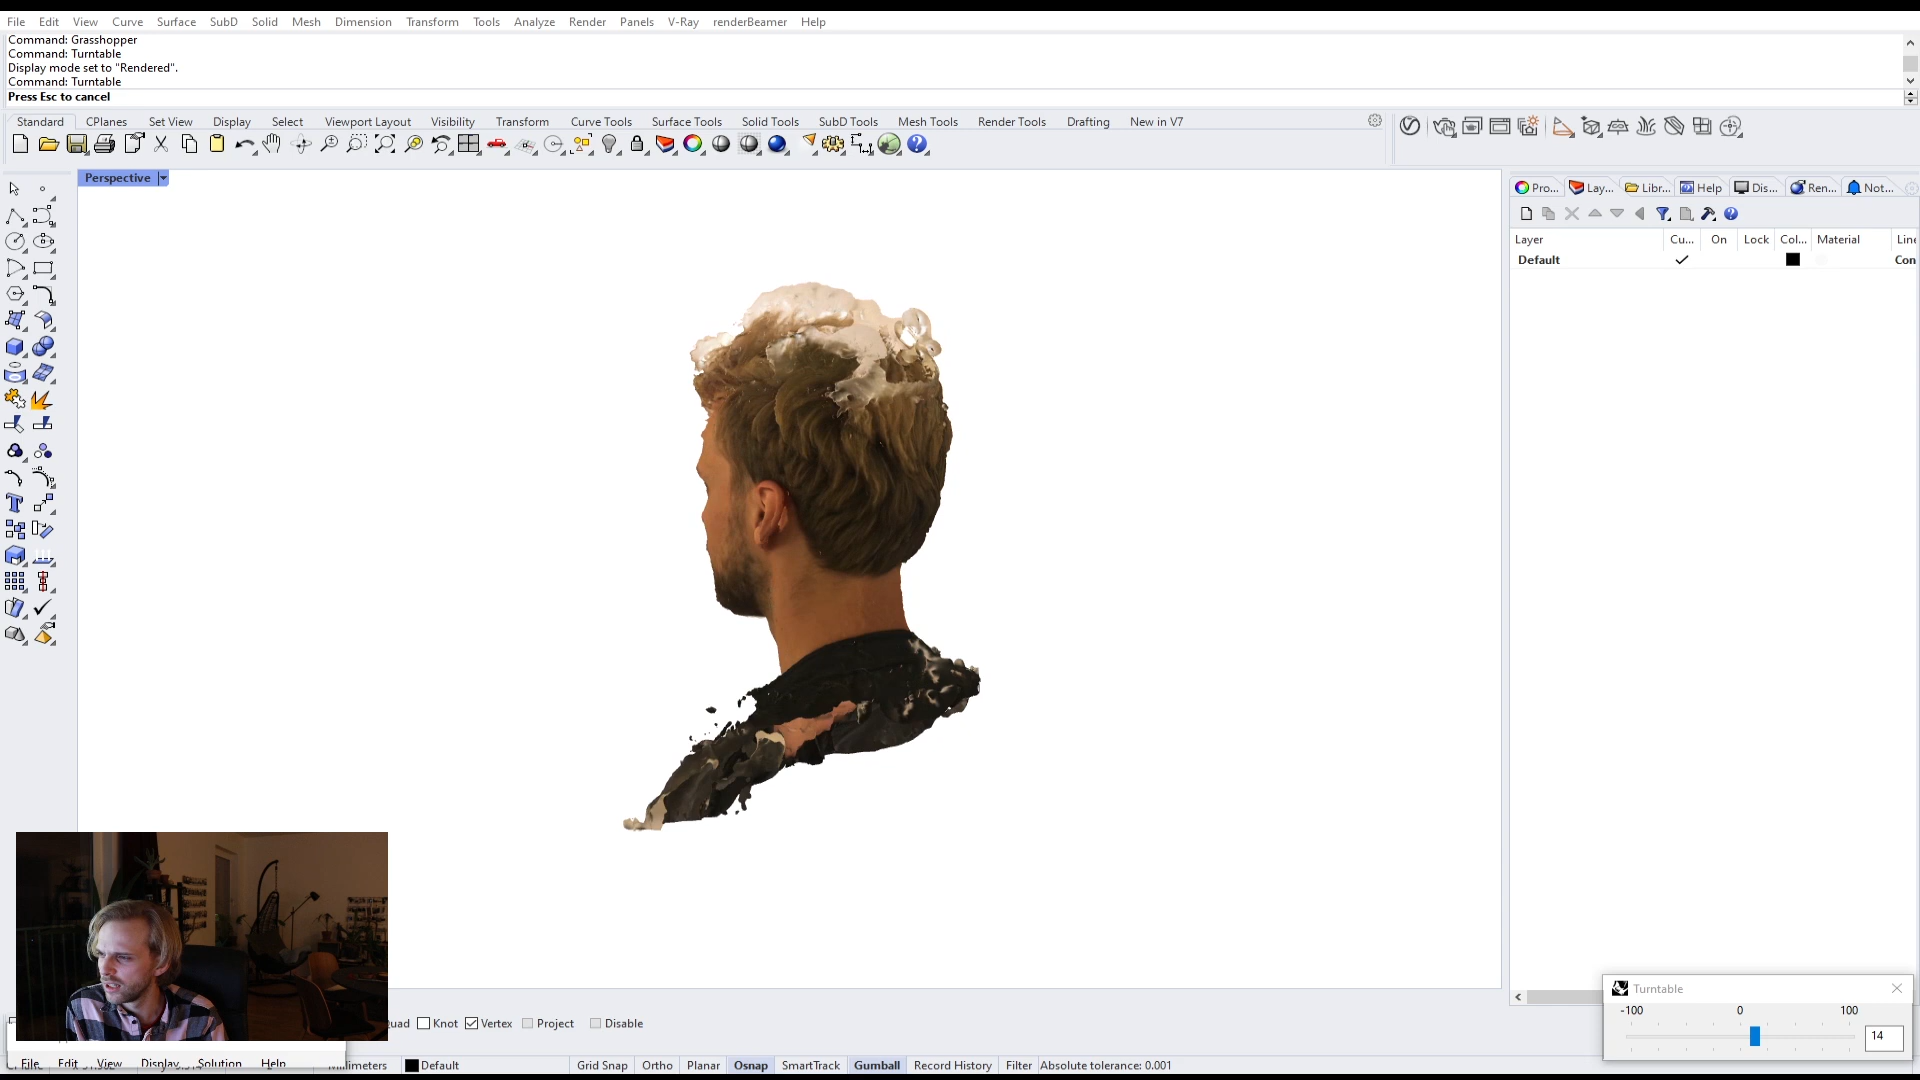 File Edit View Curve Surface SubD Solid Mesh Dimension Transform Tools Analyze Render Panels V-Ray renderBeamer Help
Command: Grasshopper
Command: Turntable
Display mode set to "Rendered".
Command: Turntable
Press Esc to cancel
Standard CPlanes Set View Display Select Viewport Layout Visibility Transform Curve Tools Surface Tools Solid Tools SubD Tools Mesh Tools Render Tools Drafting New in V7
Perspective
Pro... Lay... Libr... Help Dis... Ren... Not...
Layer Cu... On Lock Col... Material Line
Default Con
Turntable
-100 0 100
14
uad Knot Vertex Project Disable
File Edit View Display Solution Help
Millimeters Default Grid Snap Ortho Planar Osnap SmartTrack Gumball Record History Filter Absolute tolerance: 0.001